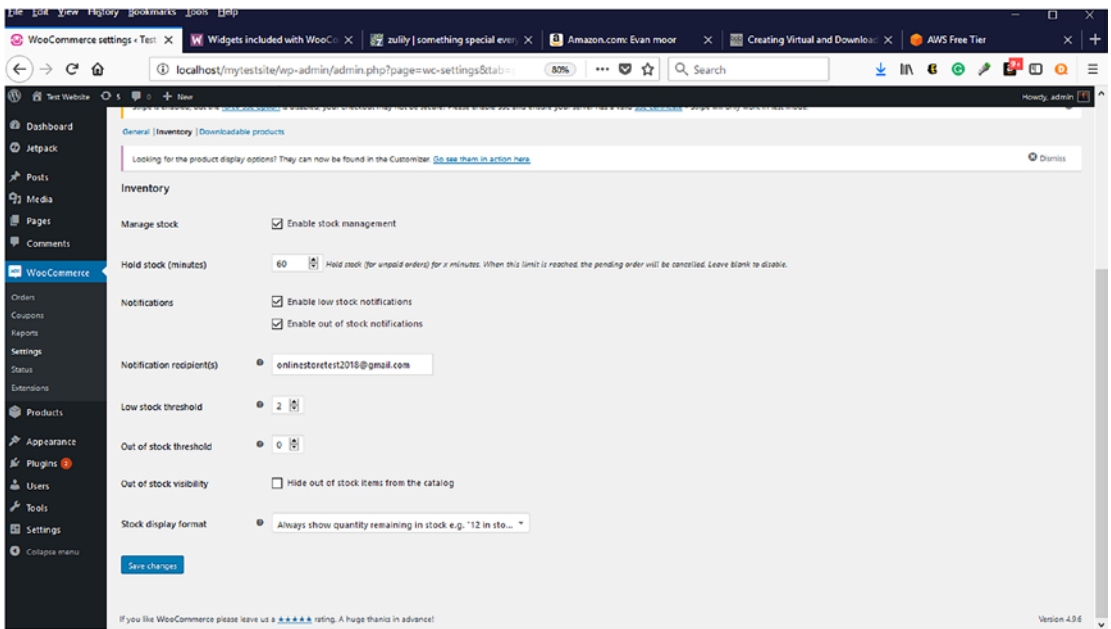 File Edit View History Bookmarks Tools Help
WooCommerce settings ‹ Test
Widgets included with WooCo
zulily | something special every
Amazon.com: Evan moor
Creating Virtual and Download
AWS Free Tier
localhost/mytestsite/wp-admin/admin.php?page=wc-settings&tab=
80%
Search
Test Website 5 0 + New
Howdy, admin
Dashboard
Jetpack
Posts
Media
Pages
Comments
WooCommerce
Orders
Coupons
Reports
Settings
Status
Extensions
Products
Appearance
Plugins 2
Users
Tools
Settings
Collapse menu
General | Inventory | Downloadable products
Looking for the product display options? They can now be found in the Customizer. Go see them in action here.
Dismiss
Inventory
Manage stock
Enable stock management
Hold stock (minutes)
60
Hold stock (for unpaid orders) for x minutes. When this limit is reached, the pending order will be cancelled. Leave blank to disable.
Notifications
Enable low stock notifications
Enable out of stock notifications
Notification recipient(s)
onlinestoretest2018@gmail.com
Low stock threshold
2
Out of stock threshold
0
Out of stock visibility
Hide out of stock items from the catalog
Stock display format
Always show quantity remaining in stock e.g. "12 in sto...
Save changes
If you like WooCommerce please leave us a ★★★★★ rating. A huge thanks in advance!
Version 4.9.6